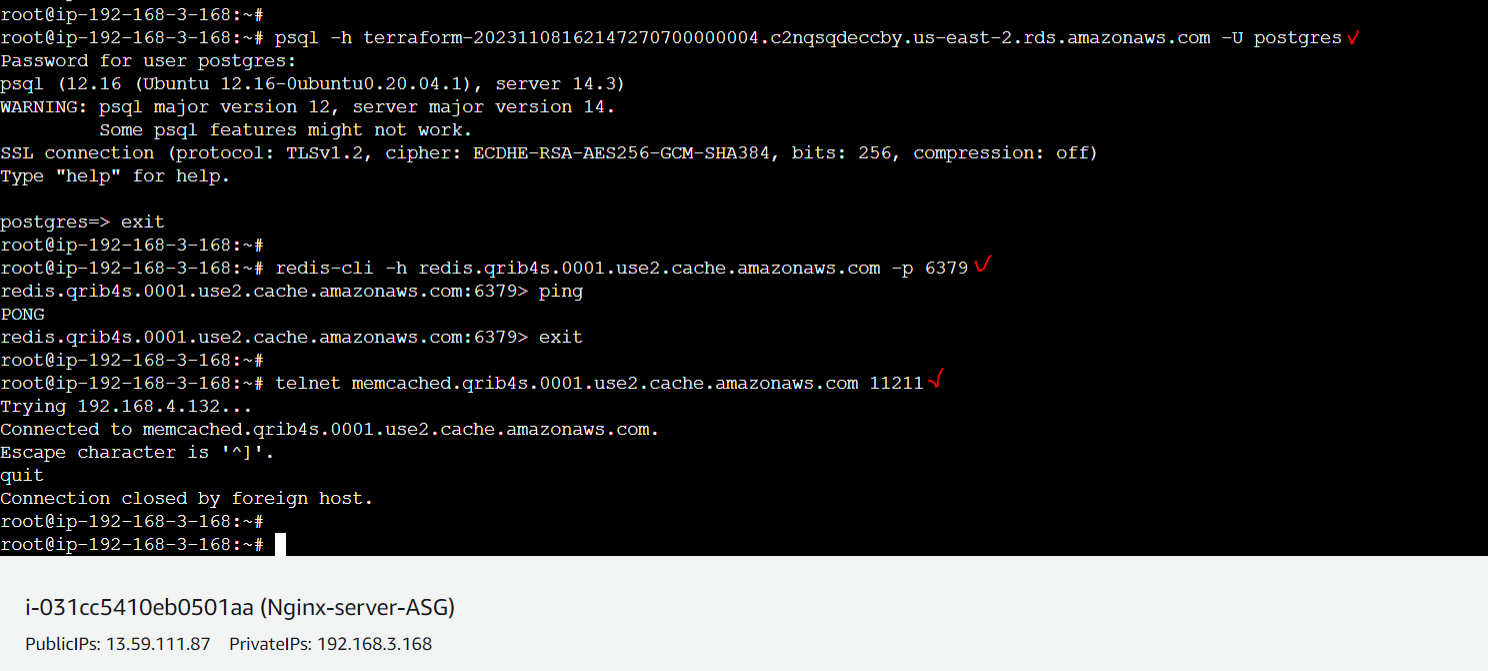 root@ip-192-168-3-168:~#
root@ip-192-168-3-168:~# psql -h terraform-20231108162147270700000004.c2nqsqdeccby.us-east-2.rds.amazonaws.com -U postgres
Password for user postgres:
psql (12.16 (Ubuntu 12.16-0ubuntu0.20.04.1), server 14.3)
WARNING: psql major version 12, server major version 14.
         Some psql features might not work.
SSL connection (protocol: TLSv1.2, cipher: ECDHE-RSA-AES256-GCM-SHA384, bits: 256, compression: off)
Type "help" for help.

postgres=> exit
root@ip-192-168-3-168:~#
root@ip-192-168-3-168:~# redis-cli -h redis.qrib4s.0001.use2.cache.amazonaws.com -p 6379
redis.qrib4s.0001.use2.cache.amazonaws.com:6379> ping
PONG
redis.qrib4s.0001.use2.cache.amazonaws.com:6379> exit
root@ip-192-168-3-168:~#
root@ip-192-168-3-168:~# telnet memcached.qrib4s.0001.use2.cache.amazonaws.com 11211
Trying 192.168.4.132...
Connected to memcached.qrib4s.0001.use2.cache.amazonaws.com.
Escape character is '^]'.
quit
Connection closed by foreign host.
root@ip-192-168-3-168:~#
root@ip-192-168-3-168:~#
i-031cc5410eb0501aa (Nginx-server-ASG)
PublicIPs: 13.59.111.87 PrivateIPs: 192.168.3.168